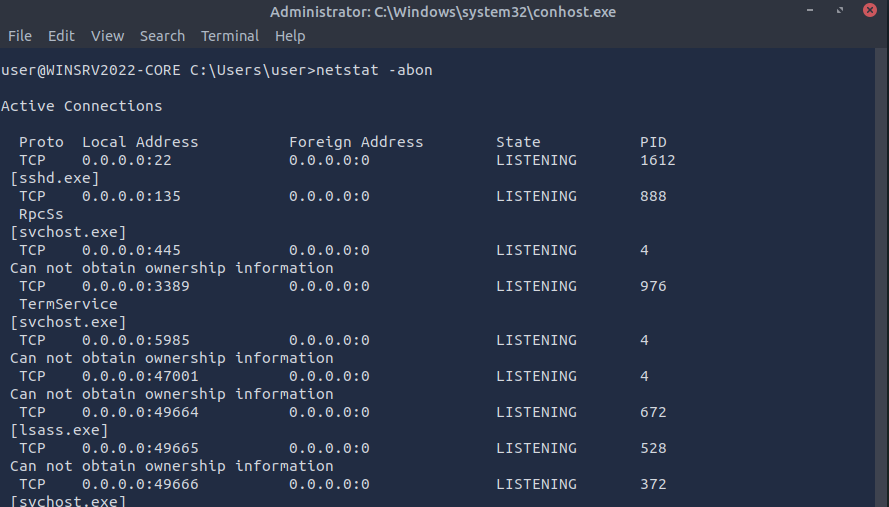 Administrator: C:\Windows\system32\conhost.exe
File Edit View Search Terminal Help
user@WINSRV2022-CORE C:\Users\user>netstat -abon
Active Connections
Proto Local Address Foreign Address State PID
TCP 0.0.0.0:22 0.0.0.0:0 LISTENING 1612
[sshd.exe]
TCP 0.0.0.0:135 0.0.0.0:0 LISTENING 888
RpcSs
[svchost.exe]
TCP 0.0.0.0:445 0.0.0.0:0 LISTENING 4
Can not obtain ownership information
TCP 0.0.0.0:3389 0.0.0.0:0 LISTENING 976
TermService
[svchost.exe]
TCP 0.0.0.0:5985 0.0.0.0:0 LISTENING 4
Can not obtain ownership information
TCP 0.0.0.0:47001 0.0.0.0:0 LISTENING 4
Can not obtain ownership information
TCP 0.0.0.0:49664 0.0.0.0:0 LISTENING 672
[lsass.exe]
TCP 0.0.0.0:49665 0.0.0.0:0 LISTENING 528
Can not obtain ownership information
TCP 0.0.0.0:49666 0.0.0.0:0 LISTENING 372
[svchost.exe]